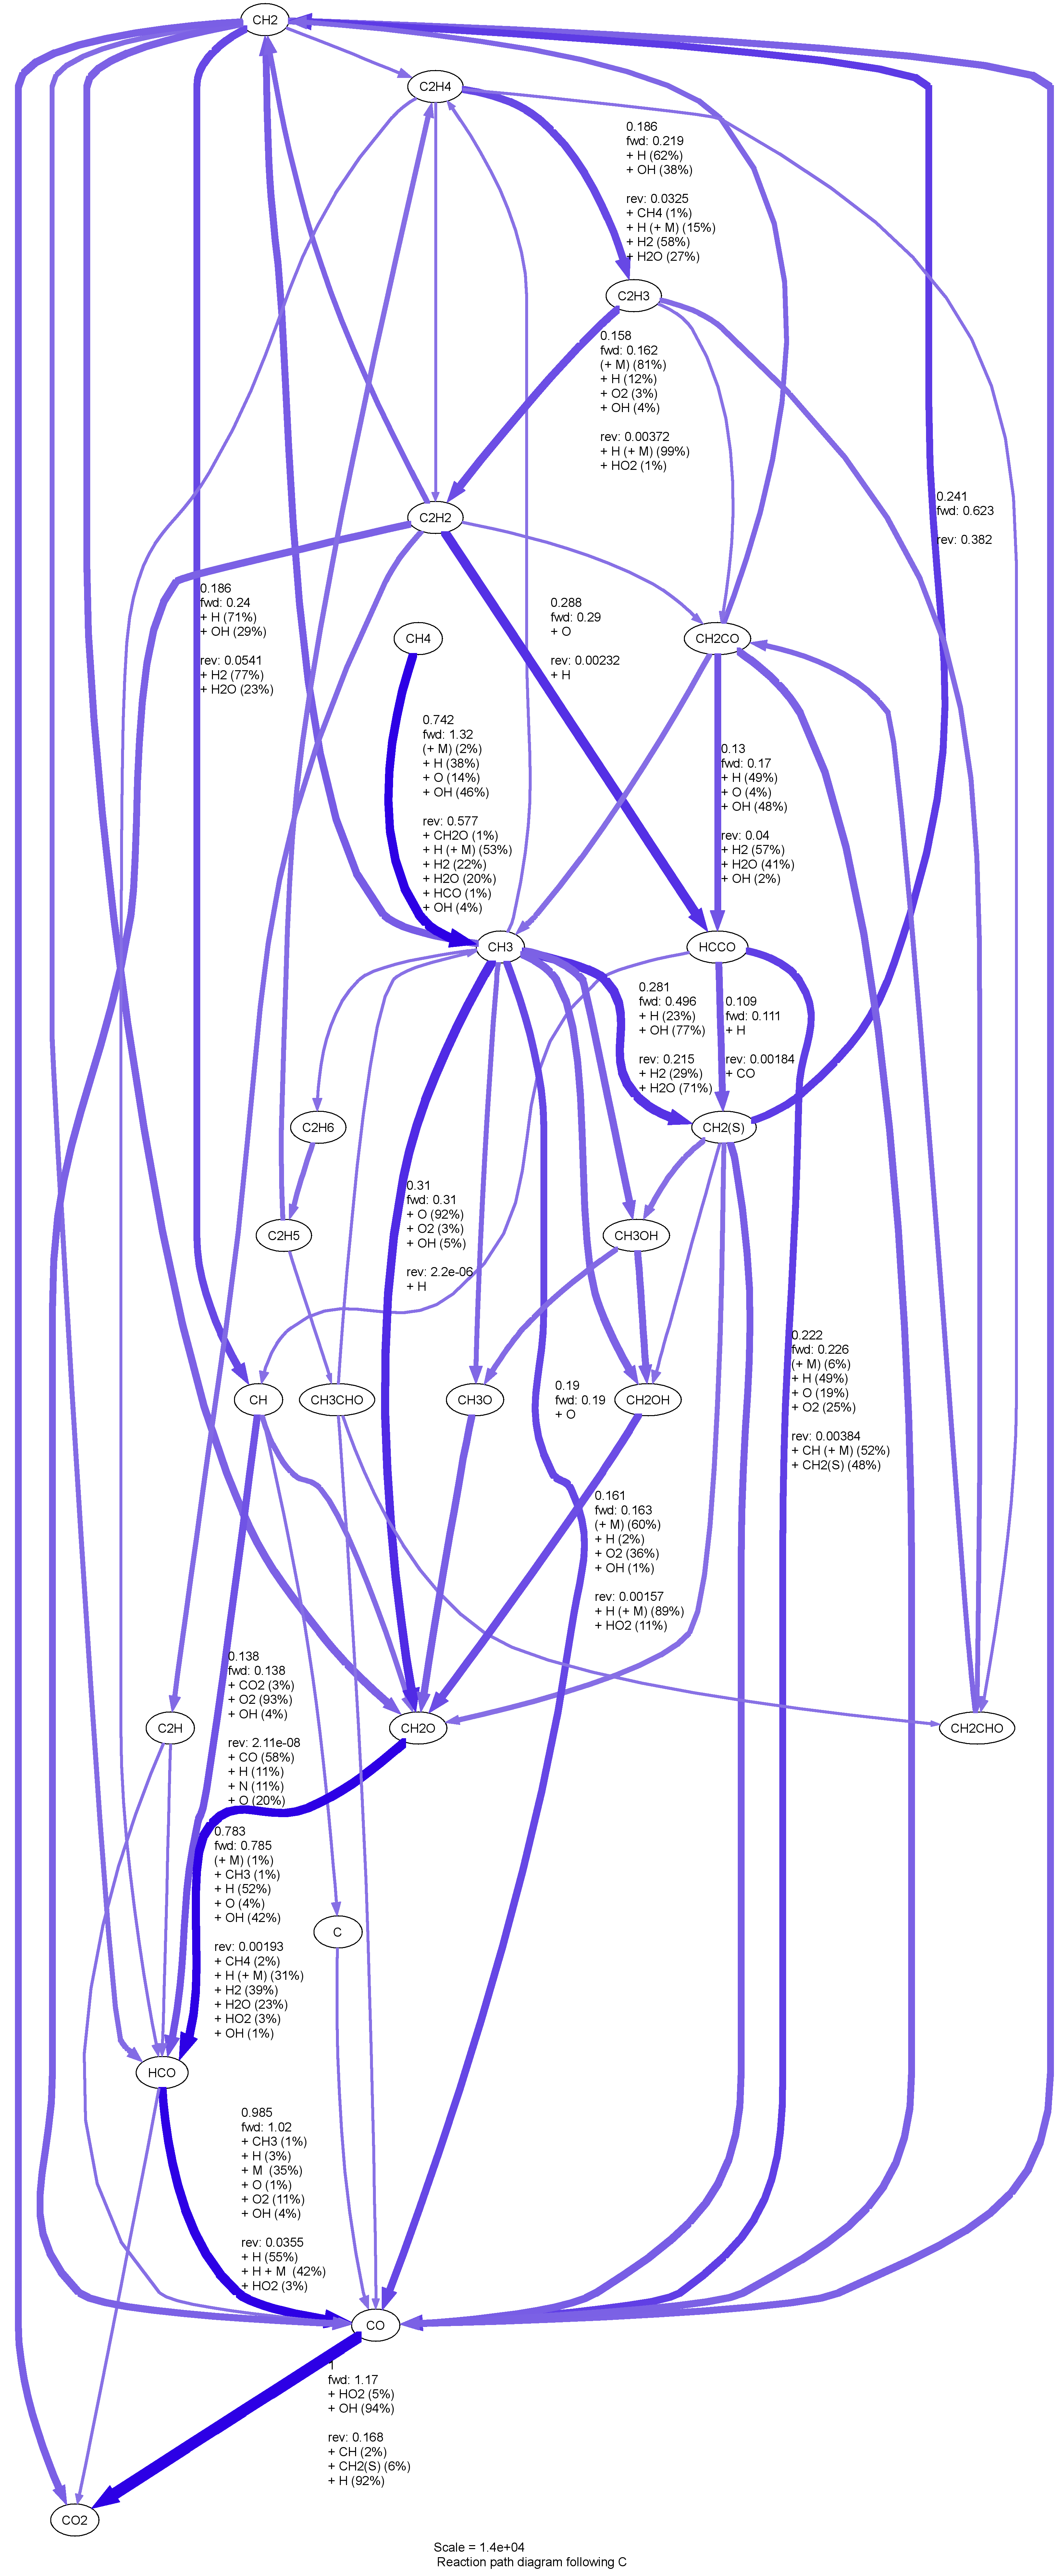 CH2
C2H4
0.186
fwd: 0.219
+ H (62%)
+ OH (38%)
rev: 0.0325
+ CH4 (1%)
+ H (+ M) (15%)
+ H2 (58%)
+ H2O (27%)
C2H3
0.158
fwd: 0.162
(+ M) (81%)
+ H (12%)
+ O2 (3%)
+ OH (4%)
rev: 0.00372
+ H (+ M) (99%)
+ HO2 (1%)
0.241
fwd: 0.623
rev: 0.382
C2H2
0.186
fwd: 0.24
+ H (71%)
+ OH (29%)
rev: 0.0541
+ H2 (77%)
+ H2O (23%)
0.288
fwd: 0.29
+ O
rev: 0.00232
+ H
CH4
CH2CO
0.742
fwd: 1.32
(+ M) (2%)
+ H (38%)
+ O (14%)
+ OH (46%)
rev: 0.577
+ CH2O (1%)
+ H (+ M) (53%)
+ H2 (22%)
+ H2O (20%)
+ HCO (1%)
+ OH (4%)
0.13
fwd: 0.17
+ H (49%)
+ O (4%)
+ OH (48%)
rev: 0.04
+ H2 (57%)
+ H2O (41%)
+ OH (2%)
CH3
HCCO
0.281
fwd: 0.496
+ H (23%)
+ OH (77%)
rev: 0.215
+ H2 (29%)
+ H2O (71%)
0.109
fwd: 0.111
+ H
rev: 0.00184
+ CO
C2H6
CH2(S)
0.31
fwd: 0.31
+ O (92%)
+ O2 (3%)
+ OH (5%)
rev: 2.2e-06
+ H
C2H5
CH3OH
0.222
fwd: 0.226
(+ M) (6%)
+ H (49%)
+ O (19%)
+ O2 (25%)
rev: 0.00384
+ CH (+ M) (52%)
+ CH2(S) (48%)
0.19
fwd: 0.19
+ O
CH
CH3CHO
CH3O
CH2OH
0.161
fwd: 0.163
(+ M) (60%)
+ H (2%)
+ O2 (36%)
+ OH (1%)
rev: 0.00157
+ H (+ M) (89%)
+ HO2 (11%)
0.138
fwd: 0.138
+ CO2 (3%)
+ O2 (93%)
+ OH (4%)
rev: 2.11e-08
+ CO (58%)
+ H (11%)
+ N (11%)
+ O (20%)
C2H
CH2O
CH2CHO
0.783
fwd: 0.785
(+ M) (1%)
+ CH3 (1%)
+ H (52%)
+ O (4%)
+ OH (42%)
rev: 0.00193
+ CH4 (2%)
+ H (+ M) (31%)
+ H2 (39%)
+ H2O (23%)
+ HO2 (3%)
+ OH (1%)
C
HCO
0.985
fwd: 1.02
+ CH3 (1%)
+ H (3%)
+ M (35%)
+ O (1%)
+ O2 (11%)
+ OH (4%)
rev: 0.0355
+ H (55%)
+ H + M (42%)
+ HO2 (3%)
CO
1
fwd: 1.17
+ HO2 (5%)
+ OH (94%)
rev: 0.168
+ CH (2%)
+ CH2(S) (6%)
+ H (92%)
CO2
Scale = 1.4e+04
Reaction path diagram following C